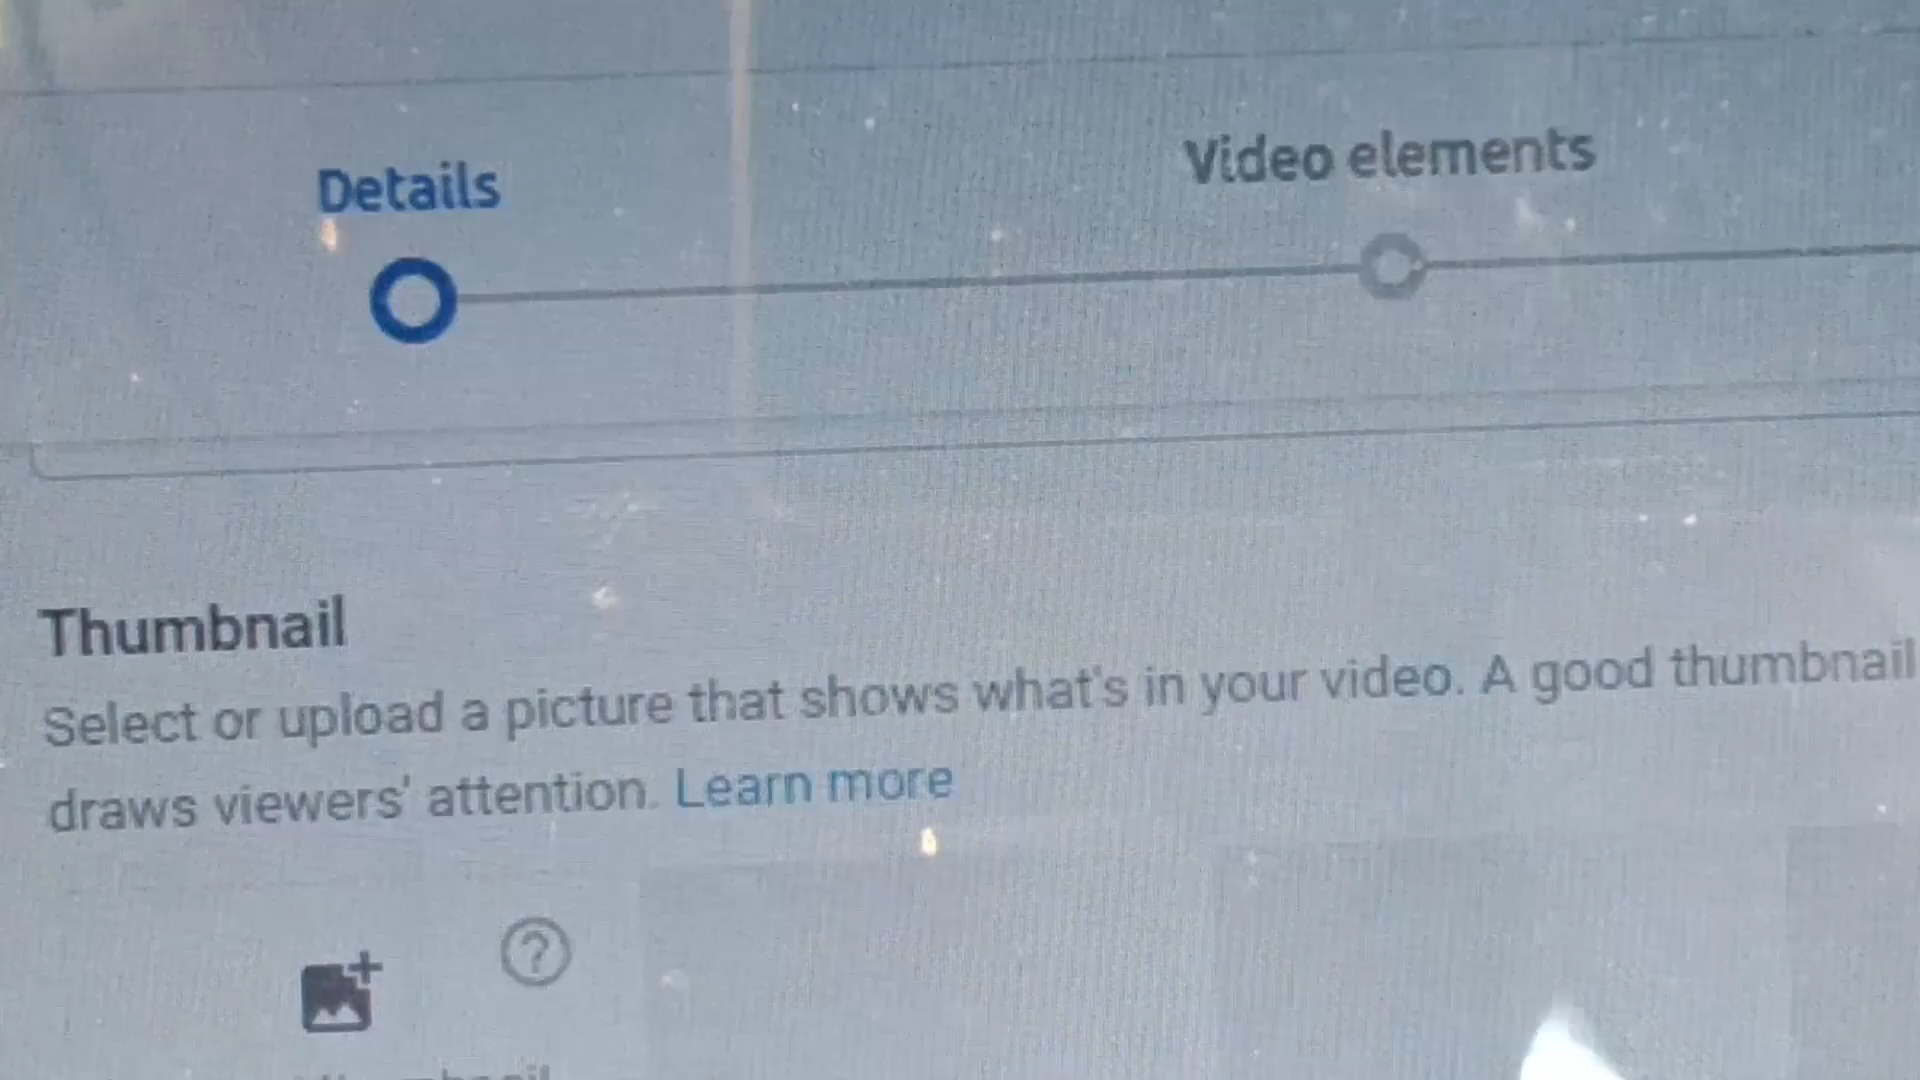 Details
Video elements
Thumbnail
Select or upload a picture that shows what's in your video. A good thumbnail
draws viewers' attention. Learn more
?